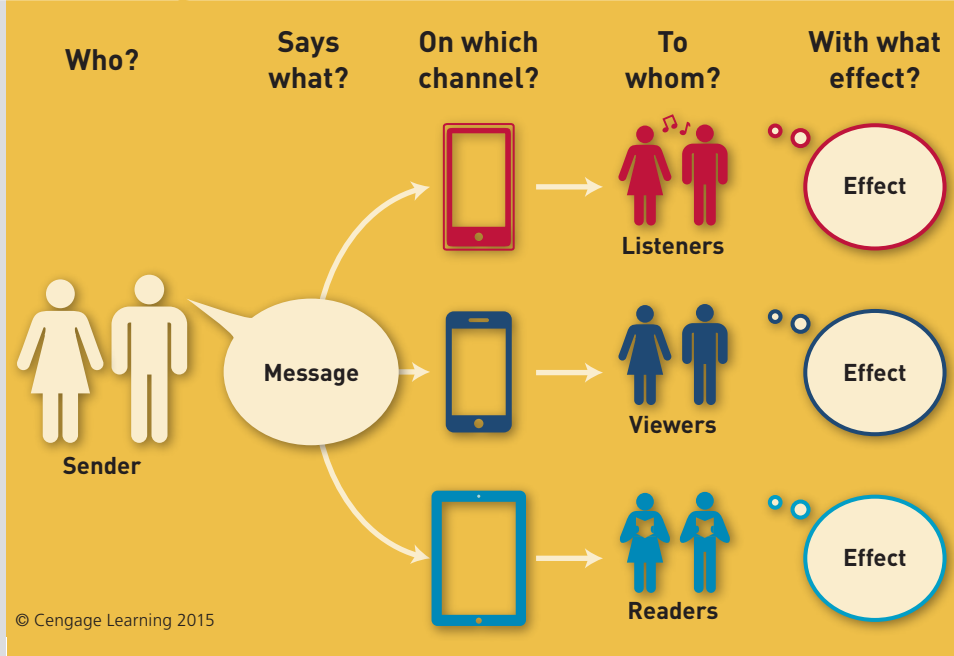 Who?
Says
what?
On which
channel?
To
whom?
With what
effect?
Listeners
Effect
Sender
Message
Viewers
Effect
Readers
Effect
© Cengage Learning 2015